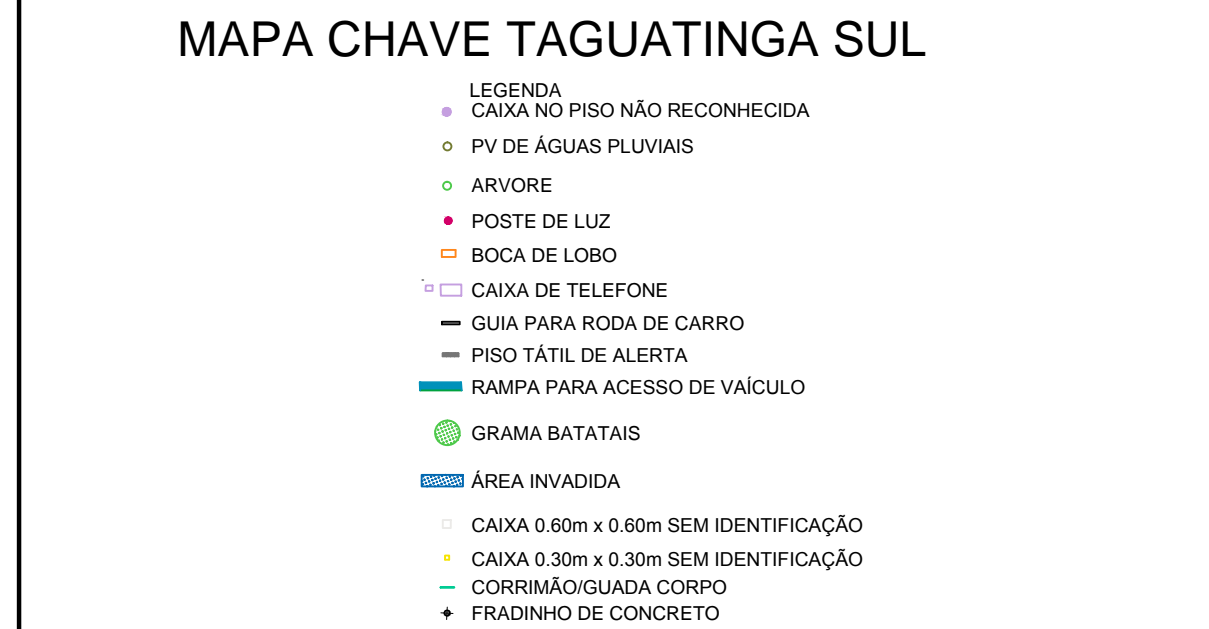 MAPA CHAVE TAGUATINGA SUL
LEGENDA
CAIXA NO PISO NÃO RECONHECIDA
PV DE ÁGUAS PLUVIAIS
ARVORE
POSTE DE LUZ
BOCA DE LOBO
CAIXA DE TELEFONE
GUIA PARA RODA DE CARRO
PISO TÁTIL DE ALERTA
RAMPA PARA ACESSO DE VAÍCULO
GRAMA BATATAIS
ÁREA INVADIDA
CAIXA 0.60m x 0.60m SEM IDENTIFICAÇÃO
CAIXA 0.30m x 0.30m SEM IDENTIFICAÇÃO
CORRIMÃO/GUADA CORPO
FRADINHO DE CONCRETO